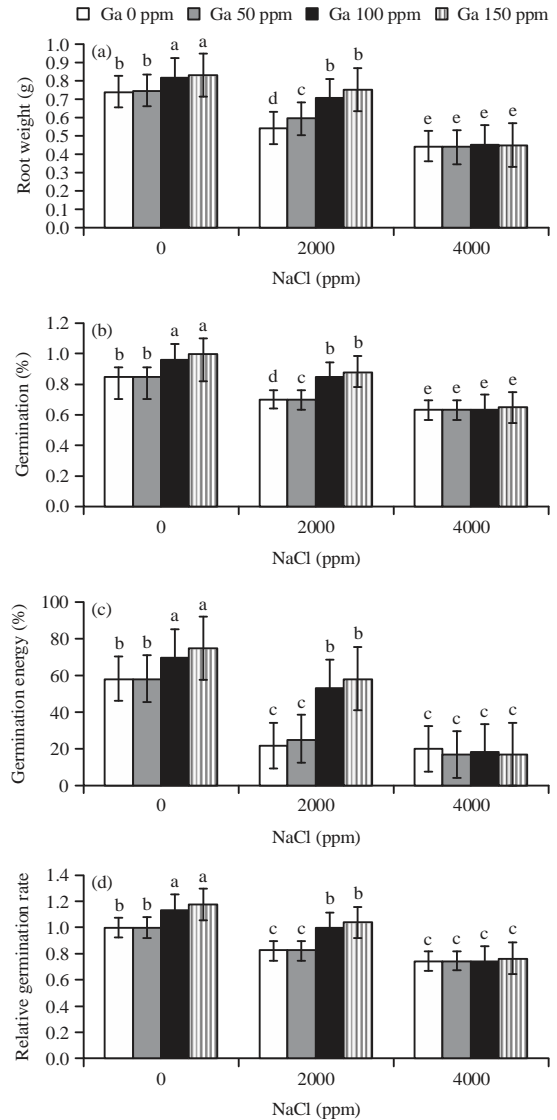 Ga 0 ppm Ga 50 ppm Ga 100 ppm Ga 150 ppm
(a)
Root weight (g)
1.0
0.9
0.8
0.7
0.6
0.5
0.4
0.3
0.2
0.1
0.0
b b a a d c b b e e e e
0 2000 4000
NaCl (ppm)
(b)
Germination (%)
1.2
1.0
0.8
0.6
0.4
0.2
0.0
b b a a d c b b e e e e
0 2000 4000
NaCl (ppm)
(c)
Germination energy (%)
100
80
60
40
20
0
b b a a c c b b c c c c
0 2000 4000
NaCl (ppm)
(d)
Relative germination rate
1.4
1.2
1.0
0.8
0.6
0.4
0.2
0.0
b b a a c c b b c c c c
0 2000 4000
NaCl (ppm)